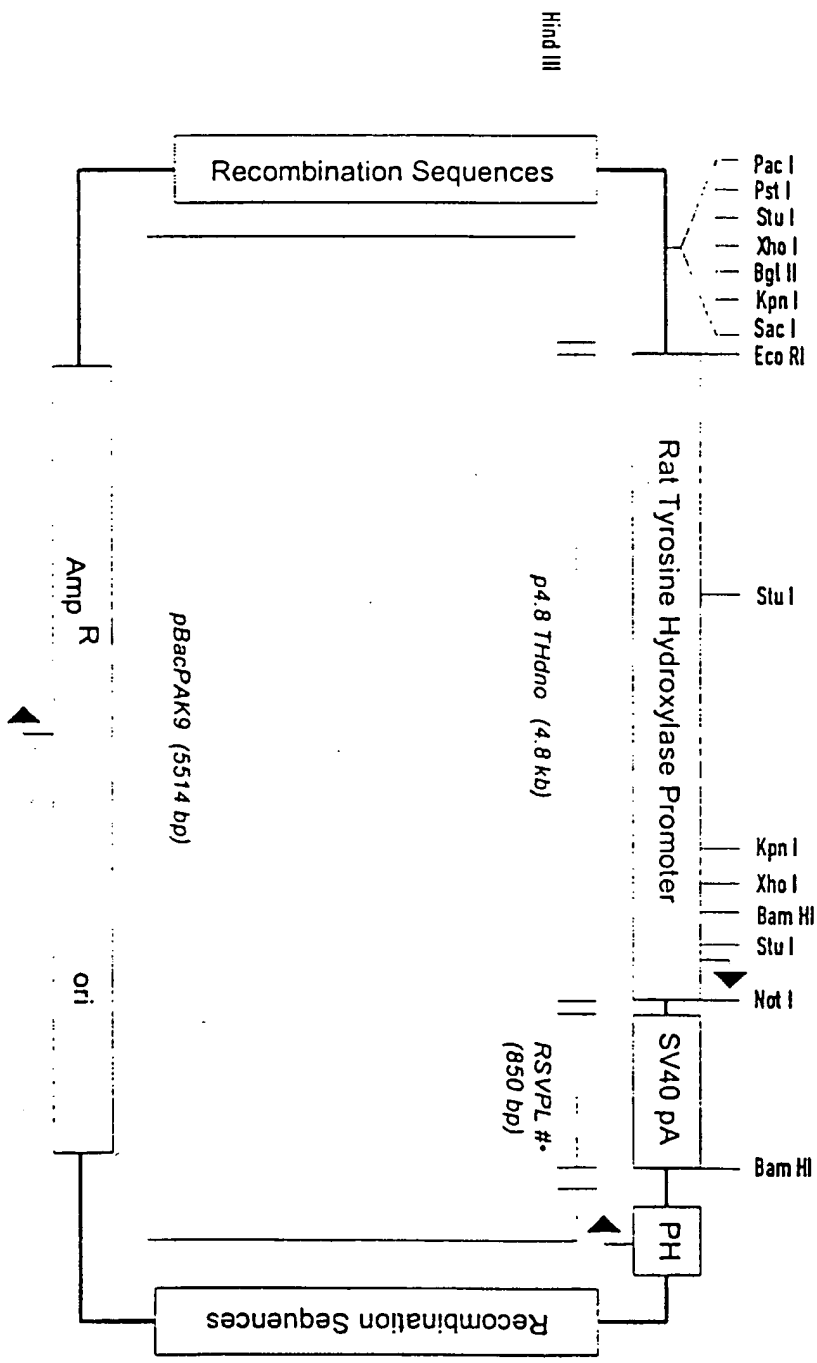 Hind III
Recombination Sequences
Pac I
Pst I
Stu I
Xho I
Bgl II
Kpn I
Sac I
Eco RI
Rat Tyrosine Hydroxylase Promoter
Stu I
Kpn I
Xho I
Bam HI
Stu I
Not I
SV40 pA
Bam HI
PH
p4.8 THdno (4.8 kb)
RSVPL #•
(850 bp)
pBacPAK9 (5514 bp)
Amp R
ori
Recombination Sequences